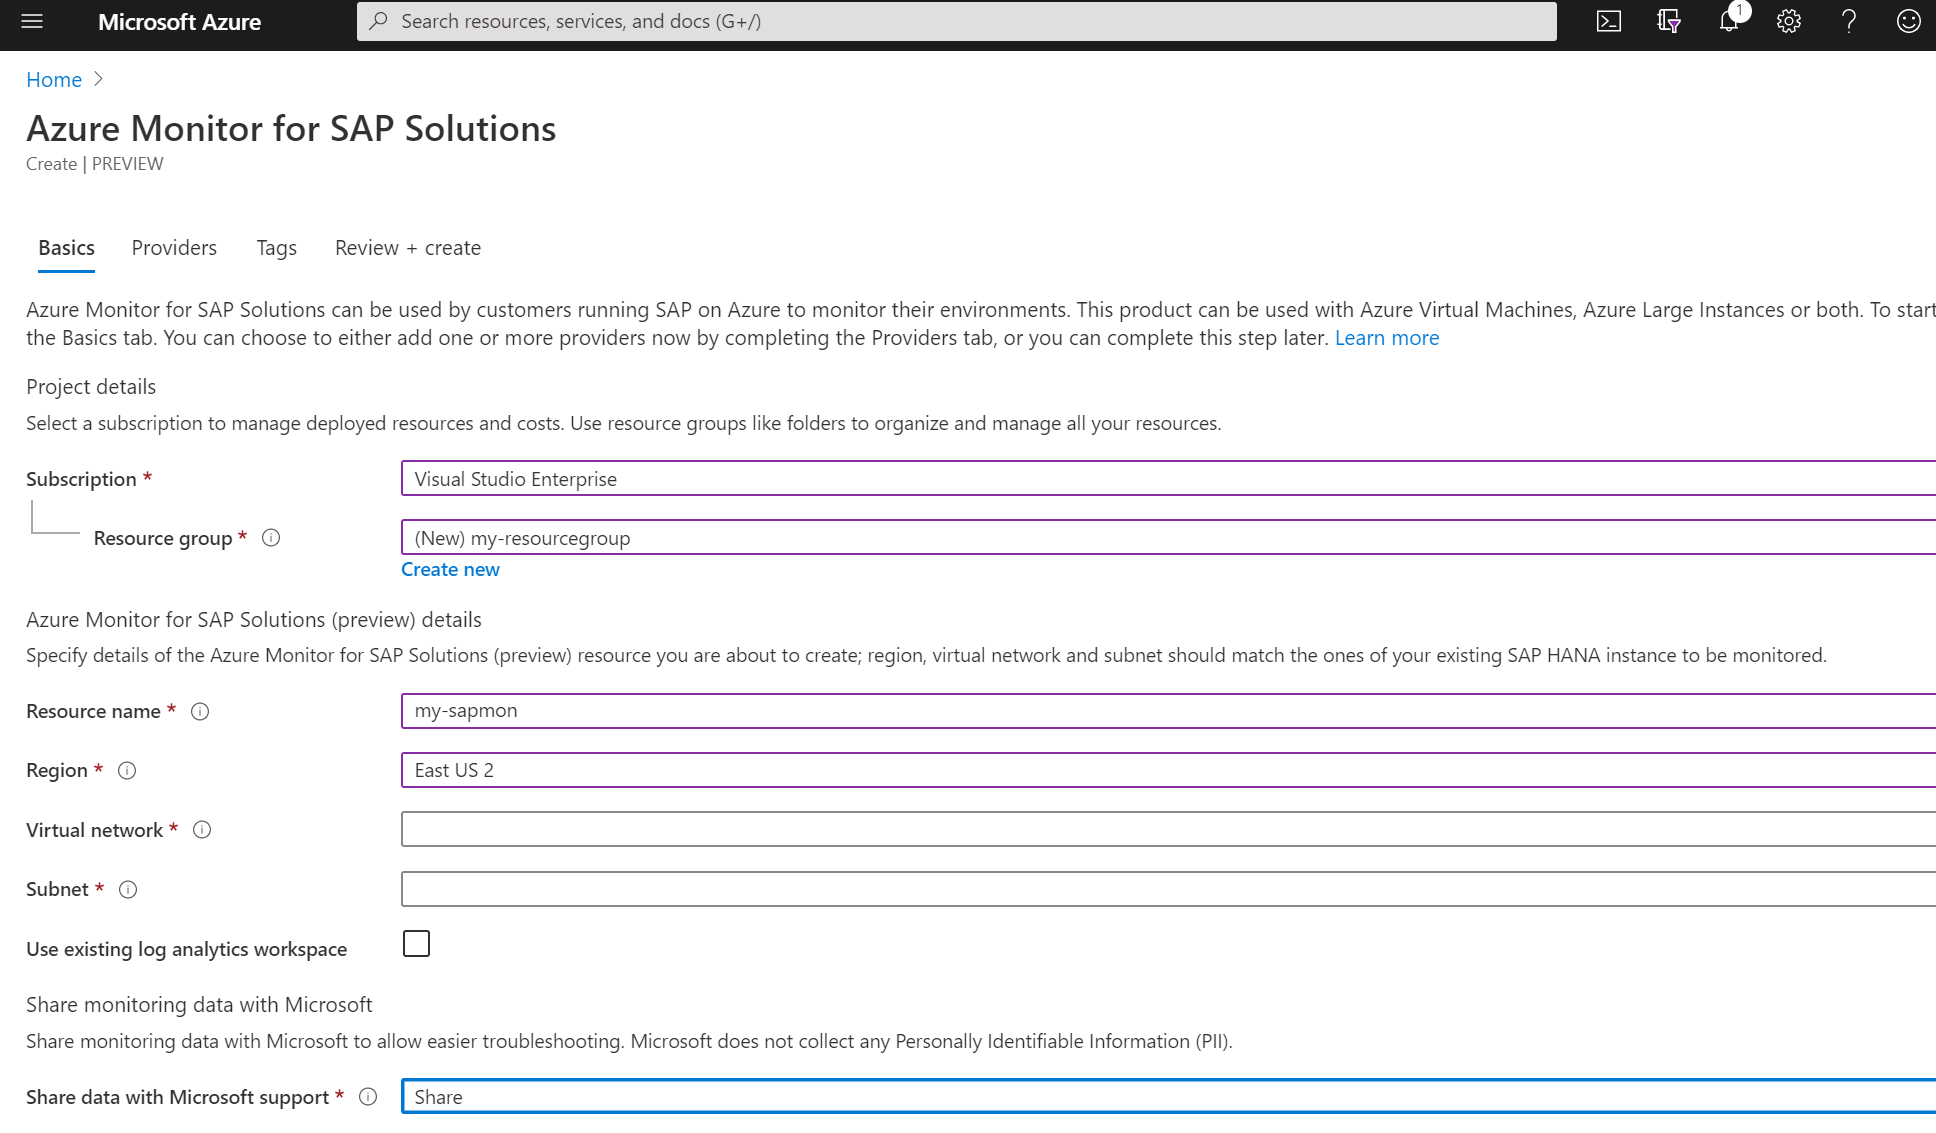 Microsoft Azure
Search resources, services, and docs (G+/)
1
Home
Azure Monitor for SAP Solutions
Create | PREVIEW
Basics Providers Tags Review + create
Azure Monitor for SAP Solutions can be used by customers running SAP on Azure to monitor their environments. This product can be used with Azure Virtual Machines, Azure Large Instances or both. To start
the Basics tab. You can choose to either add one or more providers now by completing the Providers tab, or you can complete this step later. Learn more
Project details
Select a subscription to manage deployed resources and costs. Use resource groups like folders to organize and manage all your resources.
Subscription * Visual Studio Enterprise
Resource group * (New) my-resourcegroup
Create new
Azure Monitor for SAP Solutions (preview) details
Specify details of the Azure Monitor for SAP Solutions (preview) resource you are about to create; region, virtual network and subnet should match the ones of your existing SAP HANA instance to be monitored.
Resource name * my-sapmon
Region * East US 2
Virtual network *
Subnet *
Use existing log analytics workspace
Share monitoring data with Microsoft
Share monitoring data with Microsoft to allow easier troubleshooting. Microsoft does not collect any Personally Identifiable Information (PII).
Share data with Microsoft support * Share